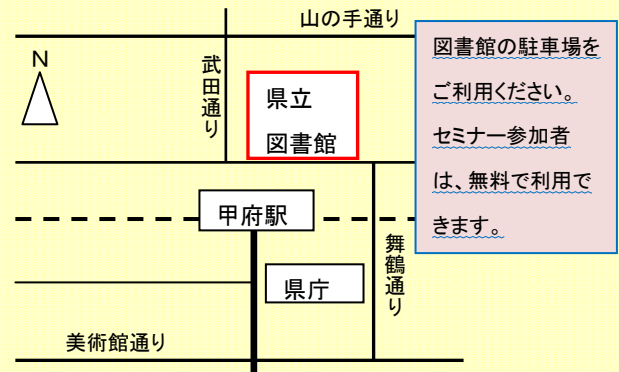 山の手通り
N
武田通り
県立
図書館
図書館の駐車場を
ご利用ください。
セミナー参加者
は、無料で利用で
きます。
甲府駅
舞鶴通り
県庁
美術館通り